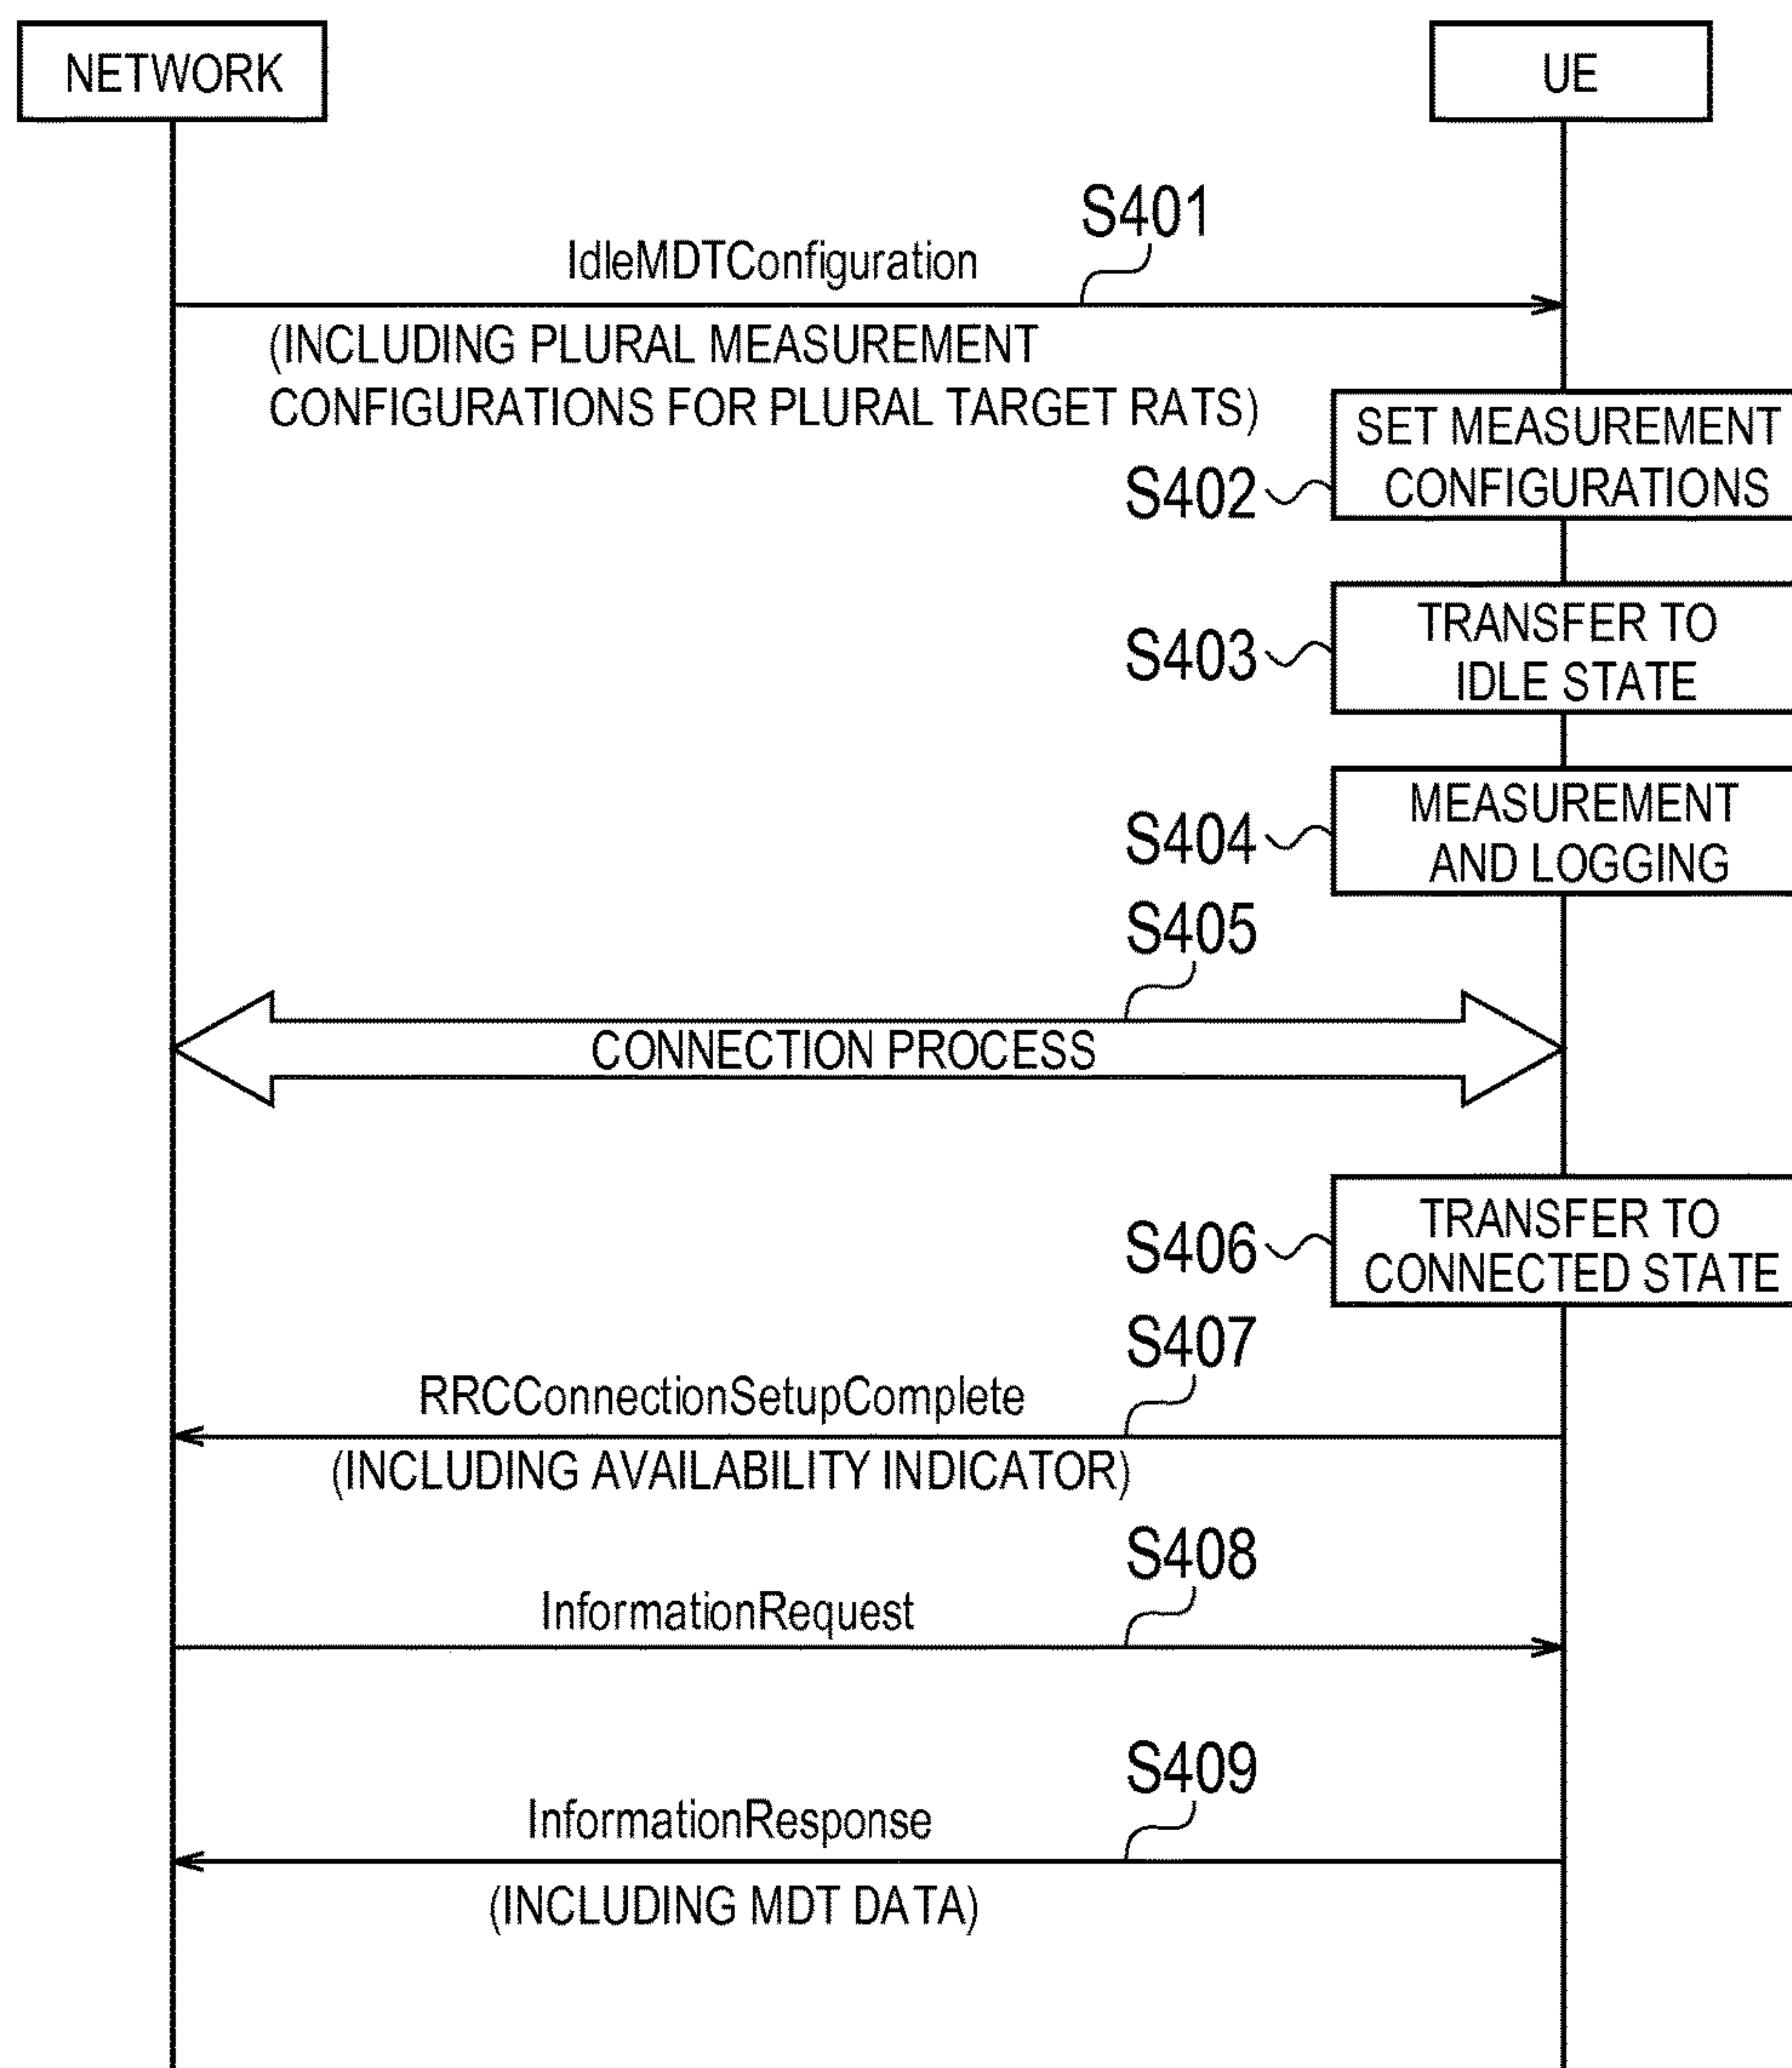 NETWORK
UE
S401
IdleMDTConfiguration
(INCLUDING PLURAL MEASUREMENT
CONFIGURATIONS FOR PLURAL TARGET RATS)
SET MEASUREMENT
CONFIGURATIONS
S402
TRANSFER TO
IDLE STATE
S403
MEASUREMENT
AND LOGGING
S404
S405
CONNECTION PROCESS
TRANSFER TO
CONNECTED STATE
S406
S407
RRCConnectionSetupComplete
(INCLUDING AVAILABILITY INDICATOR)
S408
InformationRequest
S409
InformationResponse
(INCLUDING MDT DATA)